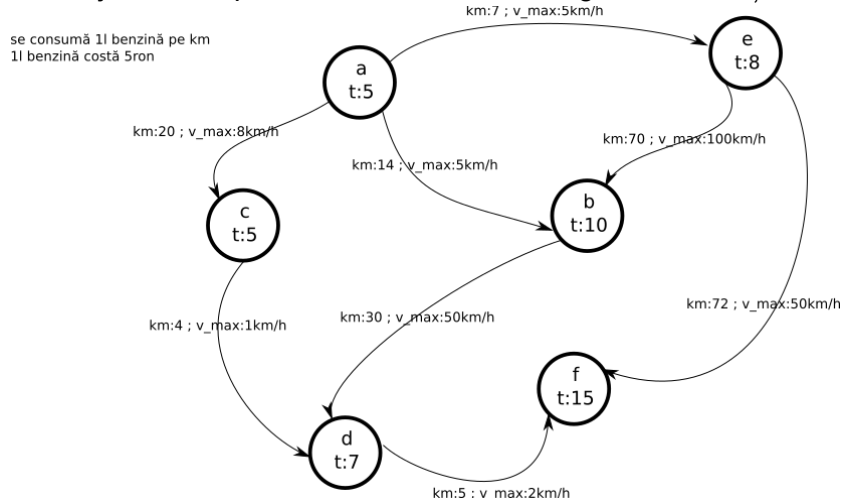 km:7 ; v_max:5km/h
se consumă 1l benzină pe km
1l benzină costă 5ron
a
t:5
e
t:8
km:20 ; v_max:8km/h
km:70 ; v_max:100km/h
km:14 ; v_max:5km/h
c
t:5
b
t:10
km:72 ; v_max:50km/h
km:30 ; v_max:50km/h
km:4 ; v_max:1km/h
f
t:15
d
t:7
km:5 ; v_max:2km/h